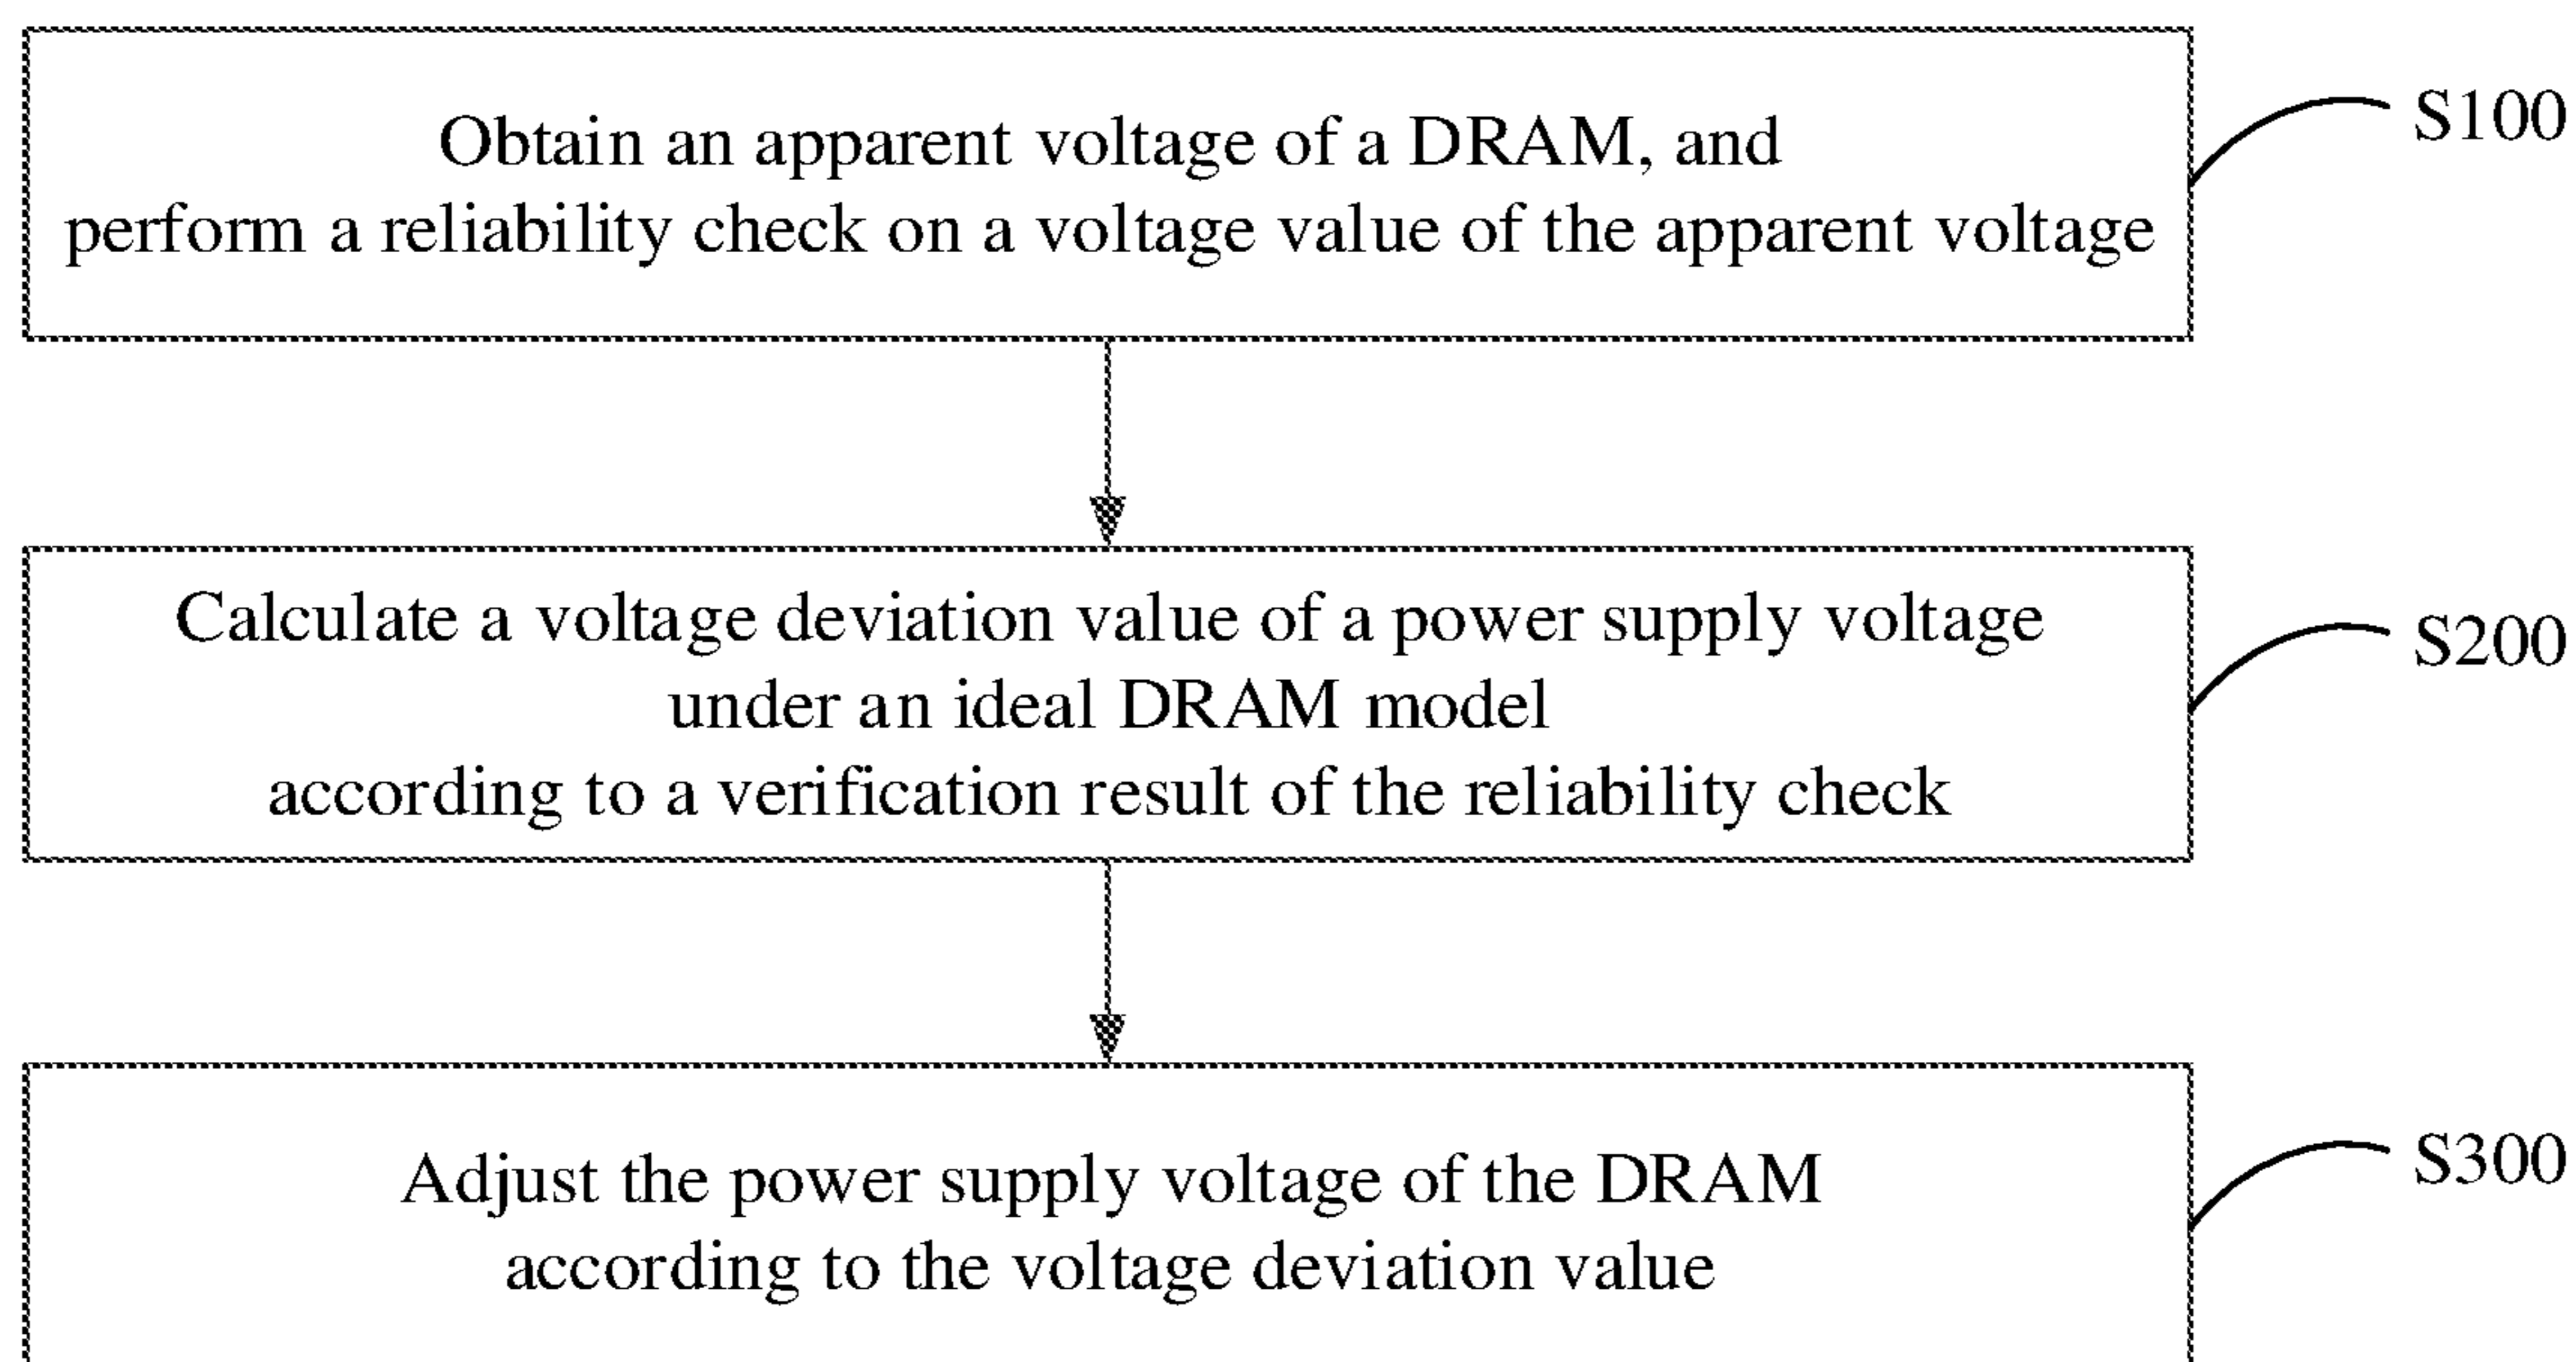 Obtain an apparent voltage of a DRAM, and
perform a reliability check on a voltage value of the apparent voltage
S100
Calculate a voltage deviation value of a power supply voltage
under an ideal DRAM model
according to a verification result of the reliability check
S200
Adjust the power supply voltage of the DRAM
according to the voltage deviation value
S300